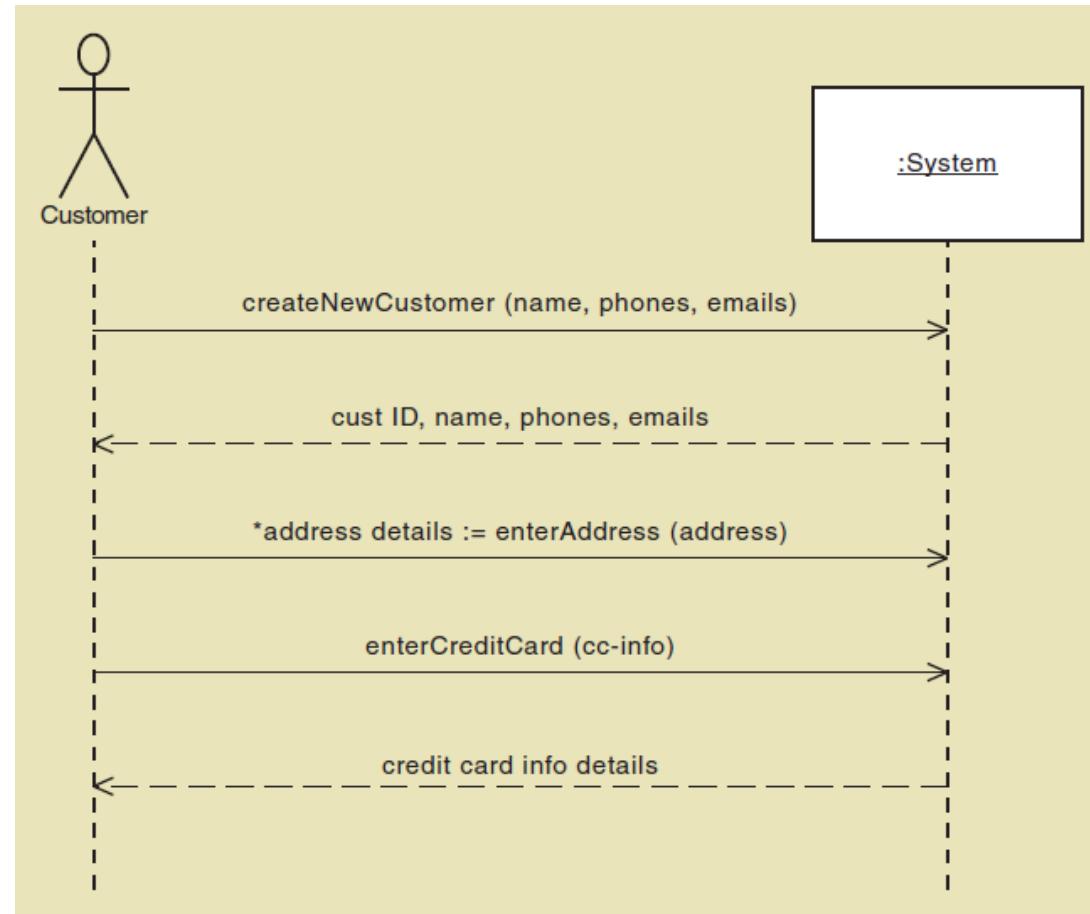 :System
Customer
createNewCustomer (name, phones, emails)
cust ID, name, phones, emails
*address details := enterAddress (address)
enterCreditCard (cc-info)
credit card info details